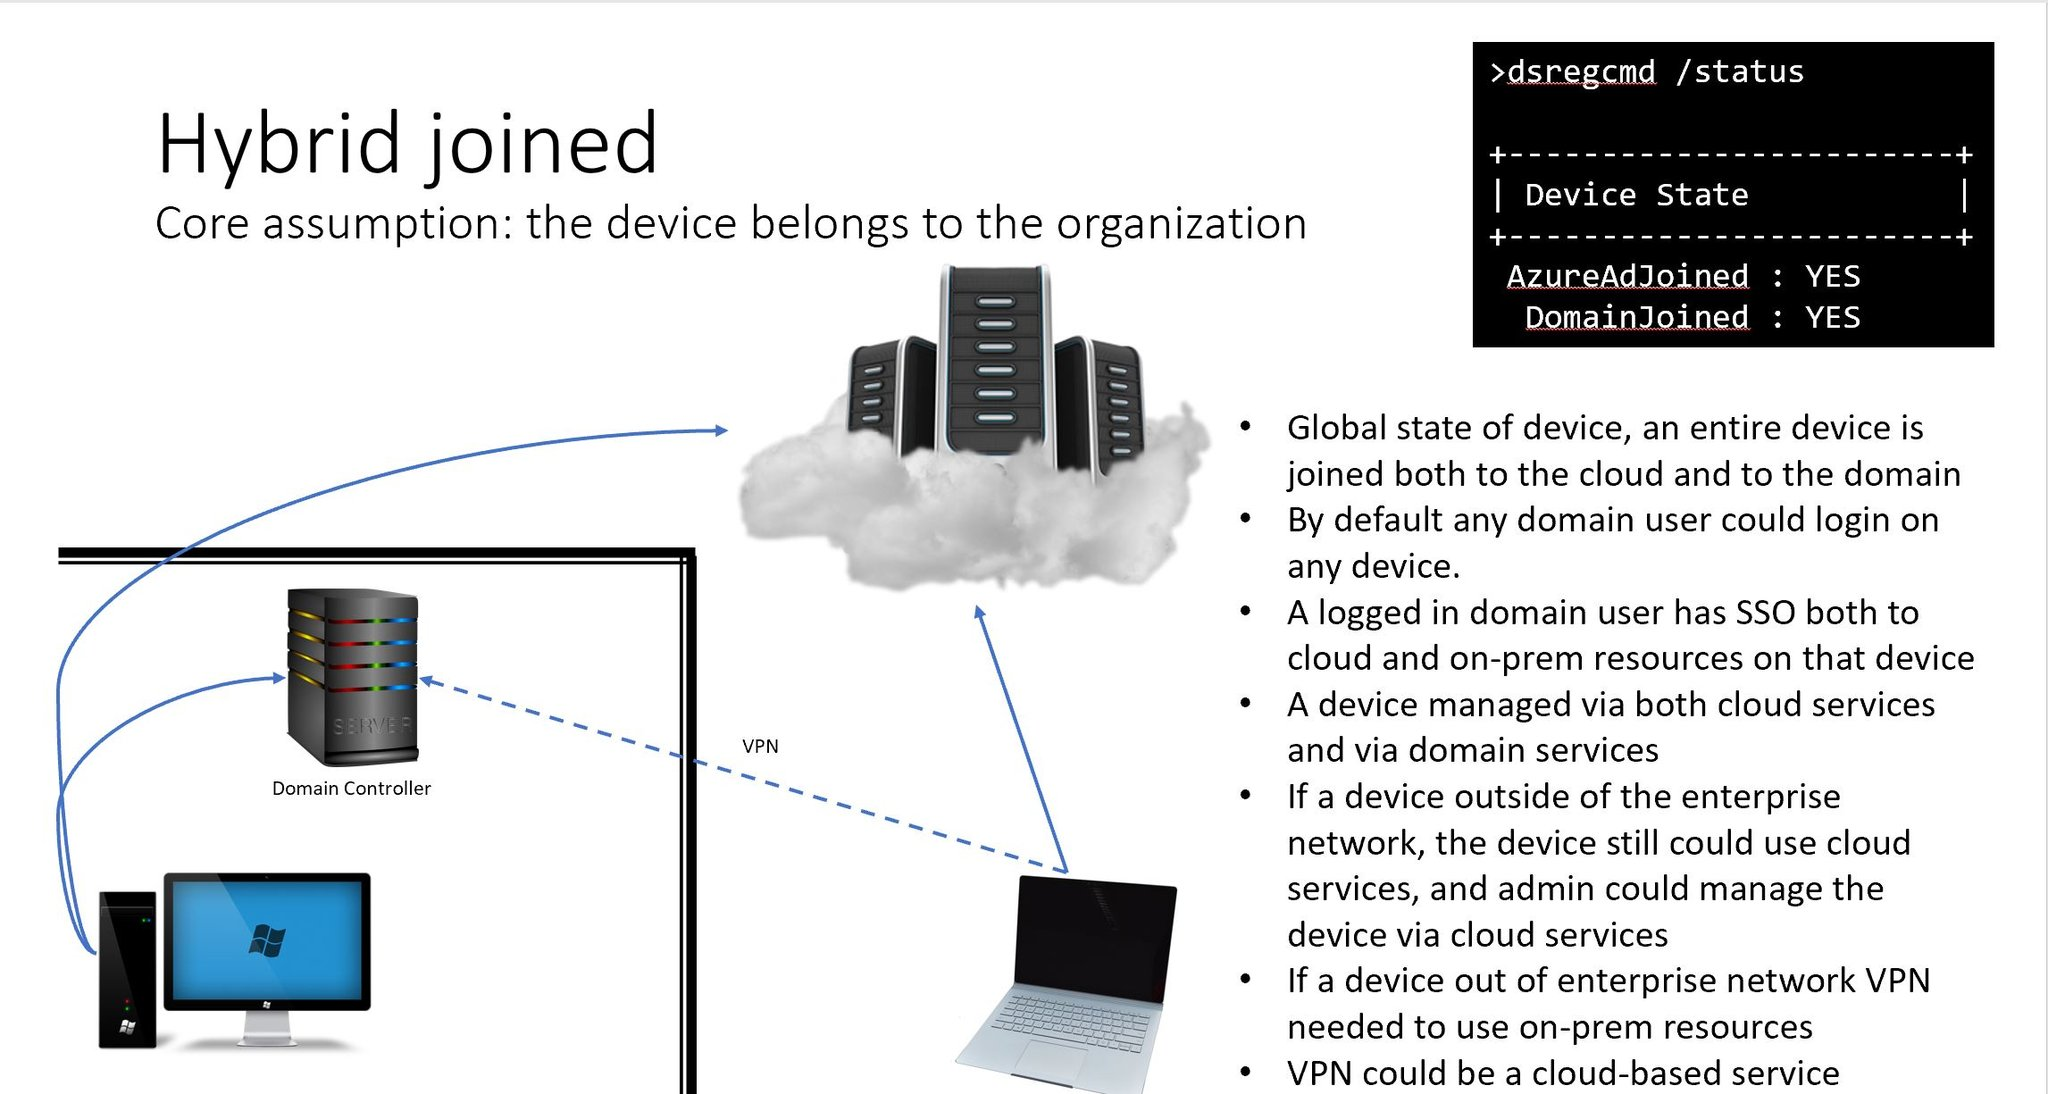 Hybrid joined
Core assumption: the device belongs to the organization
>dsregcmd /status
+------------------------+
| Device State |
+------------------------+
AzureAdJoined : YES
DomainJoined : YES
• Global state of device, an entire device is
joined both to the cloud and to the domain
• By default any domain user could login on
any device.
• A logged in domain user has SSO both to
cloud and on-prem resources on that device
• A device managed via both cloud services
and via domain services
• If a device outside of the enterprise
network, the device still could use cloud
services, and admin could manage the
device via cloud services
• If a device out of enterprise network VPN
needed to use on-prem resources
• VPN could be a cloud-based service
SERVER
Domain Controller
VPN